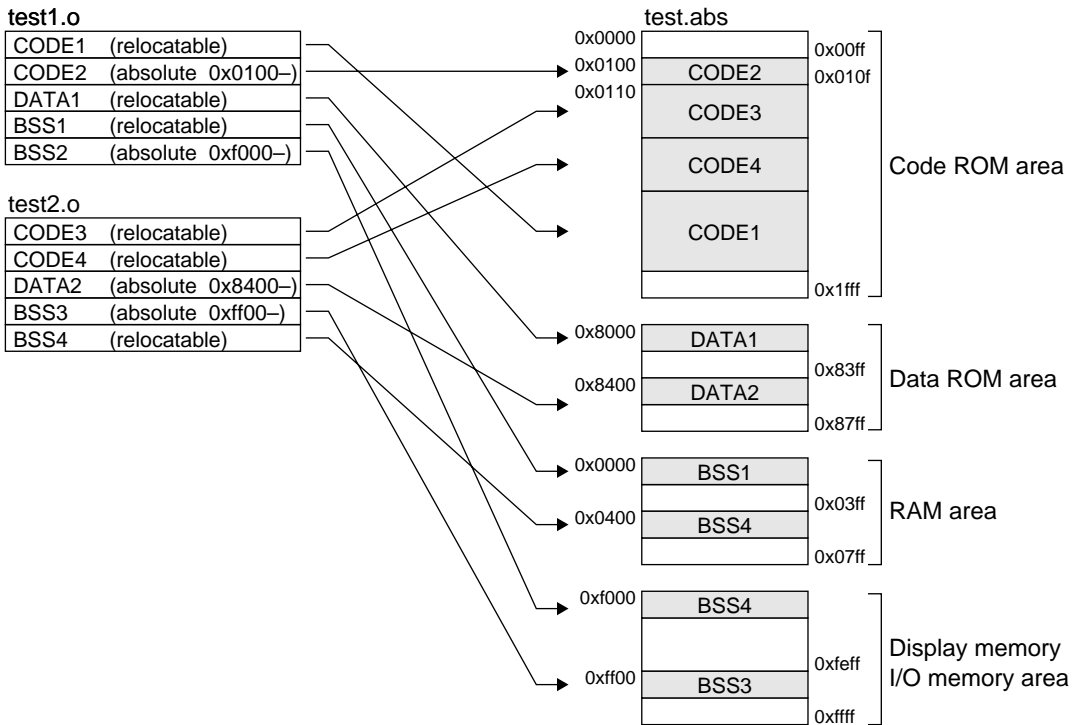 test1.o
CODE1 (relocatable)
CODE2 (absolute 0x0100–)
DATA1 (relocatable)
BSS1 (relocatable)
BSS2 (absolute 0xf000–)
test2.o
CODE3 (relocatable)
CODE4 (relocatable)
DATA2 (absolute 0x8400–)
BSS3 (absolute 0xff00–)
BSS4 (relocatable)
test.abs
0x0000
0x00ff
0x0100 CODE2 0x010f
0x0110
CODE3
CODE4
CODE1
0x1fff
Code ROM area
0x8000 DATA1
0x83ff
0x8400 DATA2
0x87ff
Data ROM area
0x0000 BSS1
0x03ff
0x0400 BSS4
0x07ff
RAM area
0xf000 BSS4
0xfeff
0xff00 BSS3
0xffff
Display memory
I/O memory area